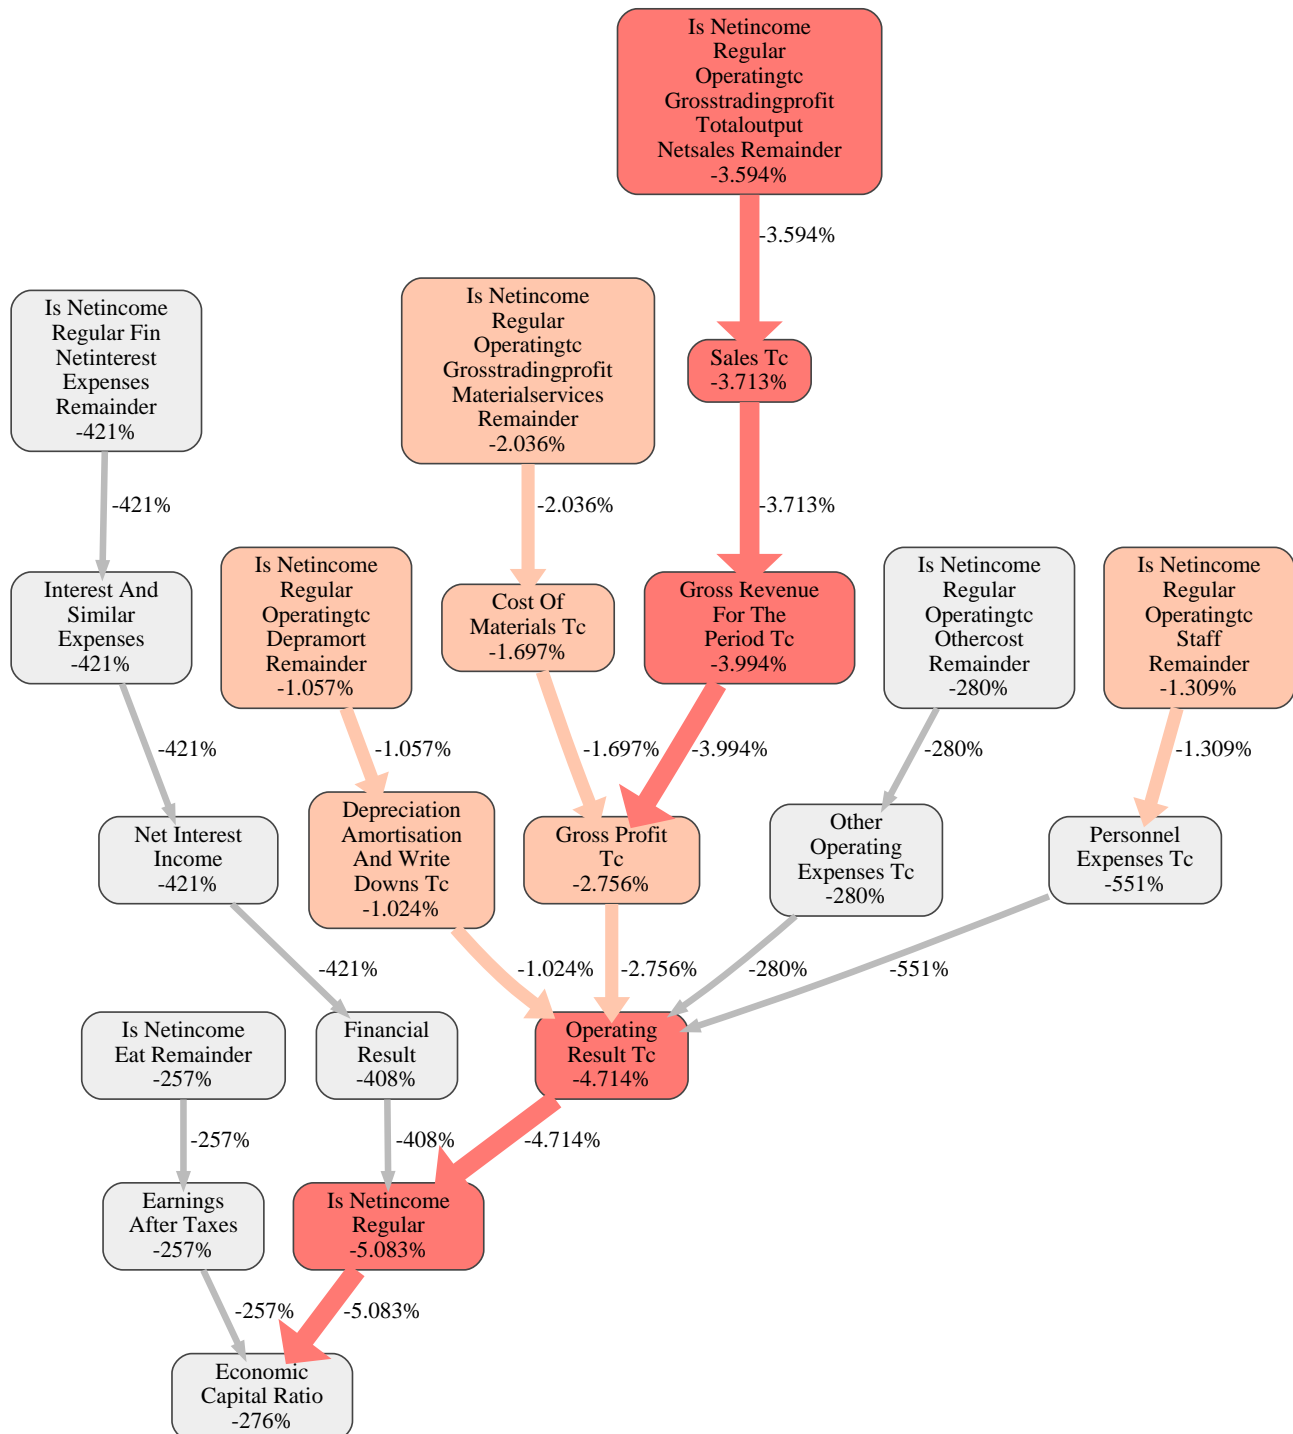 Is Netincome
Regular
Operatingtc
Grosstradingprofit
Totaloutput
Netsales Remainder
-3.594%
-3.594%
Is Netincome
Regular Fin
Netinterest
Expenses
Remainder
-421%
Is Netincome
Regular
Operatingtc
Grosstradingprofit
Materialservices
Remainder
-2.036%
Sales Tc
-3.713%
-421%
-2.036%
-3.713%
Interest And
Similar
Expenses
-421%
Is Netincome
Regular
Operatingtc
Depramort
Remainder
-1.057%
Cost Of
Materials Tc
-1.697%
Gross Revenue
For The
Period Tc
-3.994%
Is Netincome
Regular
Operatingtc
Othercost
Remainder
-280%
Is Netincome
Regular
Operatingtc
Staff
Remainder
-1.309%
-421%
-1.057%
-1.697%
-3.994%
-280%
-1.309%
Net Interest
Income
-421%
Depreciation
Amortisation
And Write
Downs Tc
-1.024%
Gross Profit
Tc
-2.756%
Other
Operating
Expenses Tc
-280%
Personnel
Expenses Tc
-551%
-421%
-1.024%
-2.756%
-280%
-551%
Is Netincome
Eat Remainder
-257%
Financial
Result
-408%
Operating
Result Tc
-4.714%
-257%
-408%
-4.714%
Earnings
After Taxes
-257%
Is Netincome
Regular
-5.083%
-257%
-5.083%
Economic
Capital Ratio
-276%